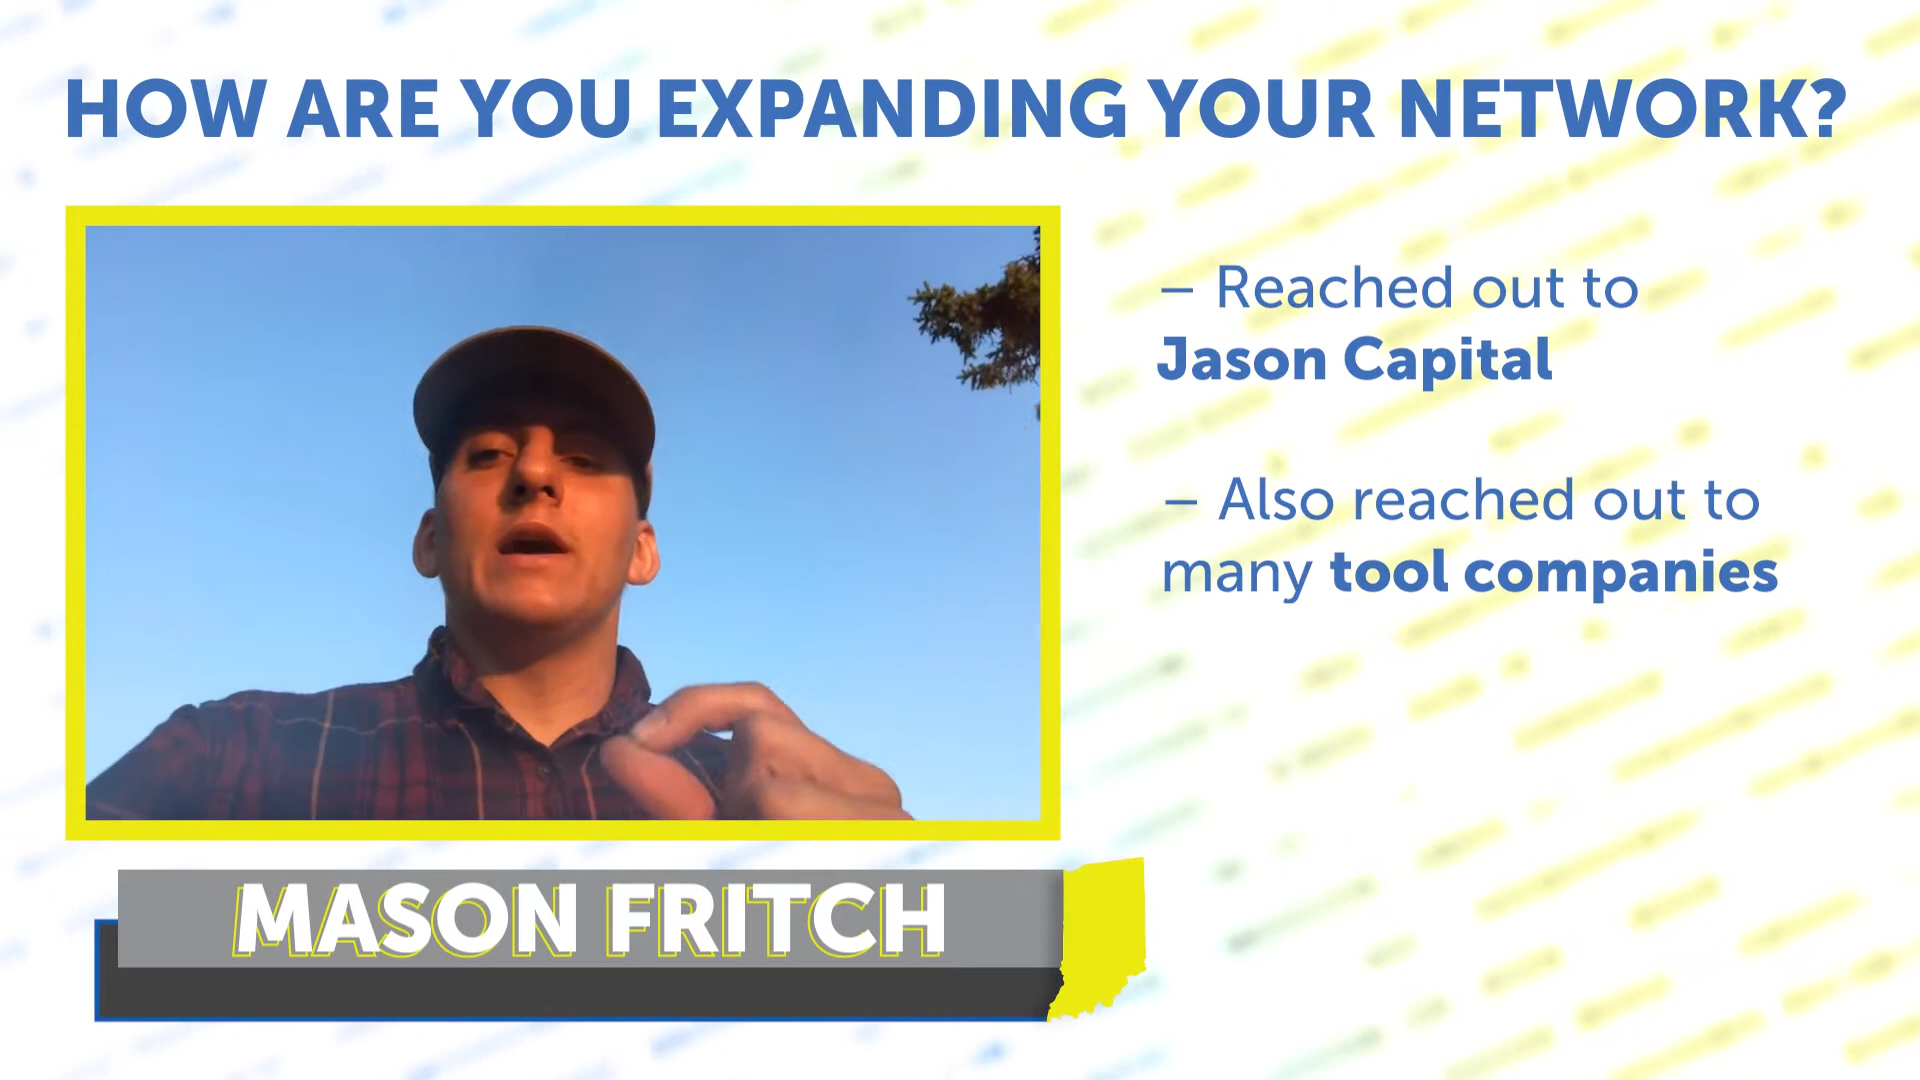 HOW ARE YOU EXPANDING YOUR NETWORK?
– Reached out to
Jason Capital
– Also reached out to
many tool companies
MASON FRITCH